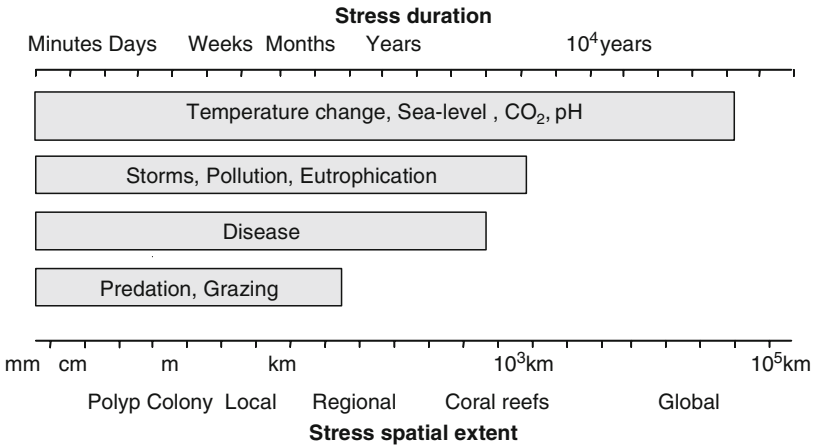 Stress duration
Minutes Days Weeks Months Years 10⁴years
Temperature change, Sea-level , CO₂, pH
Storms, Pollution, Eutrophication
Disease
Predation, Grazing
mm cm m km 10³km 10⁵km
Polyp Colony Local Regional Coral reefs Global
Stress spatial extent